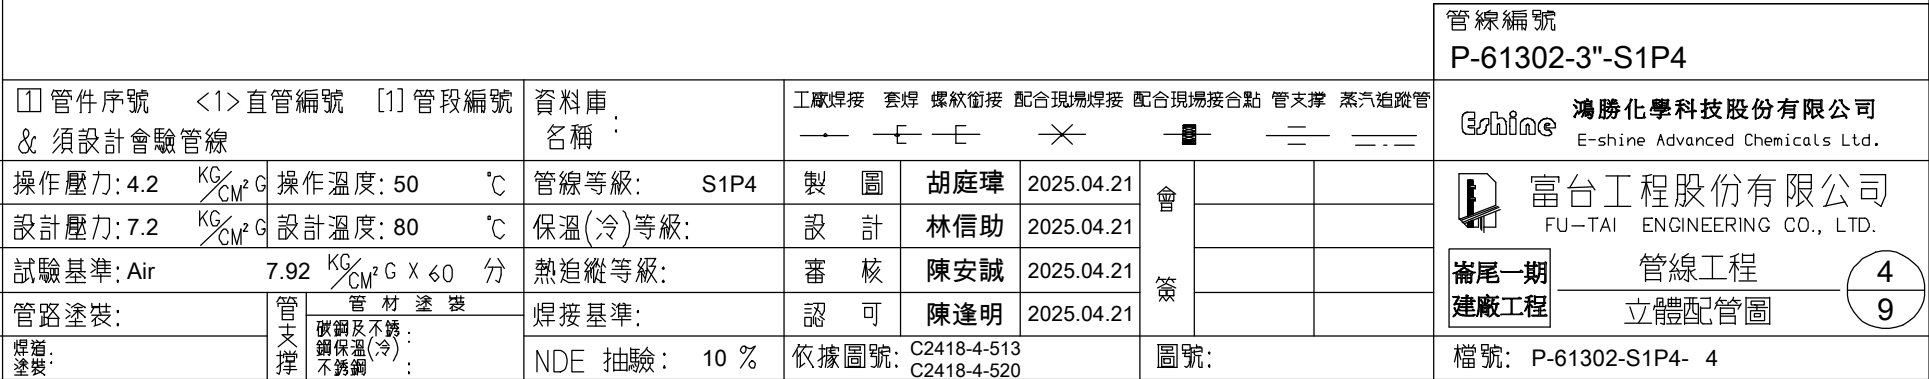 管線編號
P-61302-3"-S1P4
1 管件序號 <1>直管編號 [1] 管段編號
& 須設計會驗管線
資料庫名稱:
工廠焊接 套焊 螺紋銜接 配合現場焊接 配合現場接合點 管支撐 蒸汽追蹤管
Eshine 鴻勝化學科技股份有限公司
E-shine Advanced Chemicals Ltd.
操作壓力: 4.2 KG/CM² G 操作溫度: 50 °C 管線等級: S1P4 製圖 胡庭瑋 2025.04.21 會簽
設計壓力: 7.2 KG/CM² G 設計溫度: 80 °C 保溫(冷)等級: 設計 林信助 2025.04.21
富台工程股份有限公司
FU-TAI ENGINEERING CO., LTD.
試驗基準: Air 7.92 KG/CM² G X 60 分 熱追縱等級: 審核 陳安誠 2025.04.21
管路塗裝: 管支撐 管材塗裝 焊接基準: 認可 陳逢明 2025.04.21
崙尾一期
建廠工程
管線工程
立體配管圖
4
9
焊道塗裝:
碳鋼及不銹鋼保溫(冷):
不銹鋼:
NDE 抽驗: 10 %
依據圖號: C2418-4-513
C2418-4-520
圖號:
檔號: P-61302-S1P4- 4